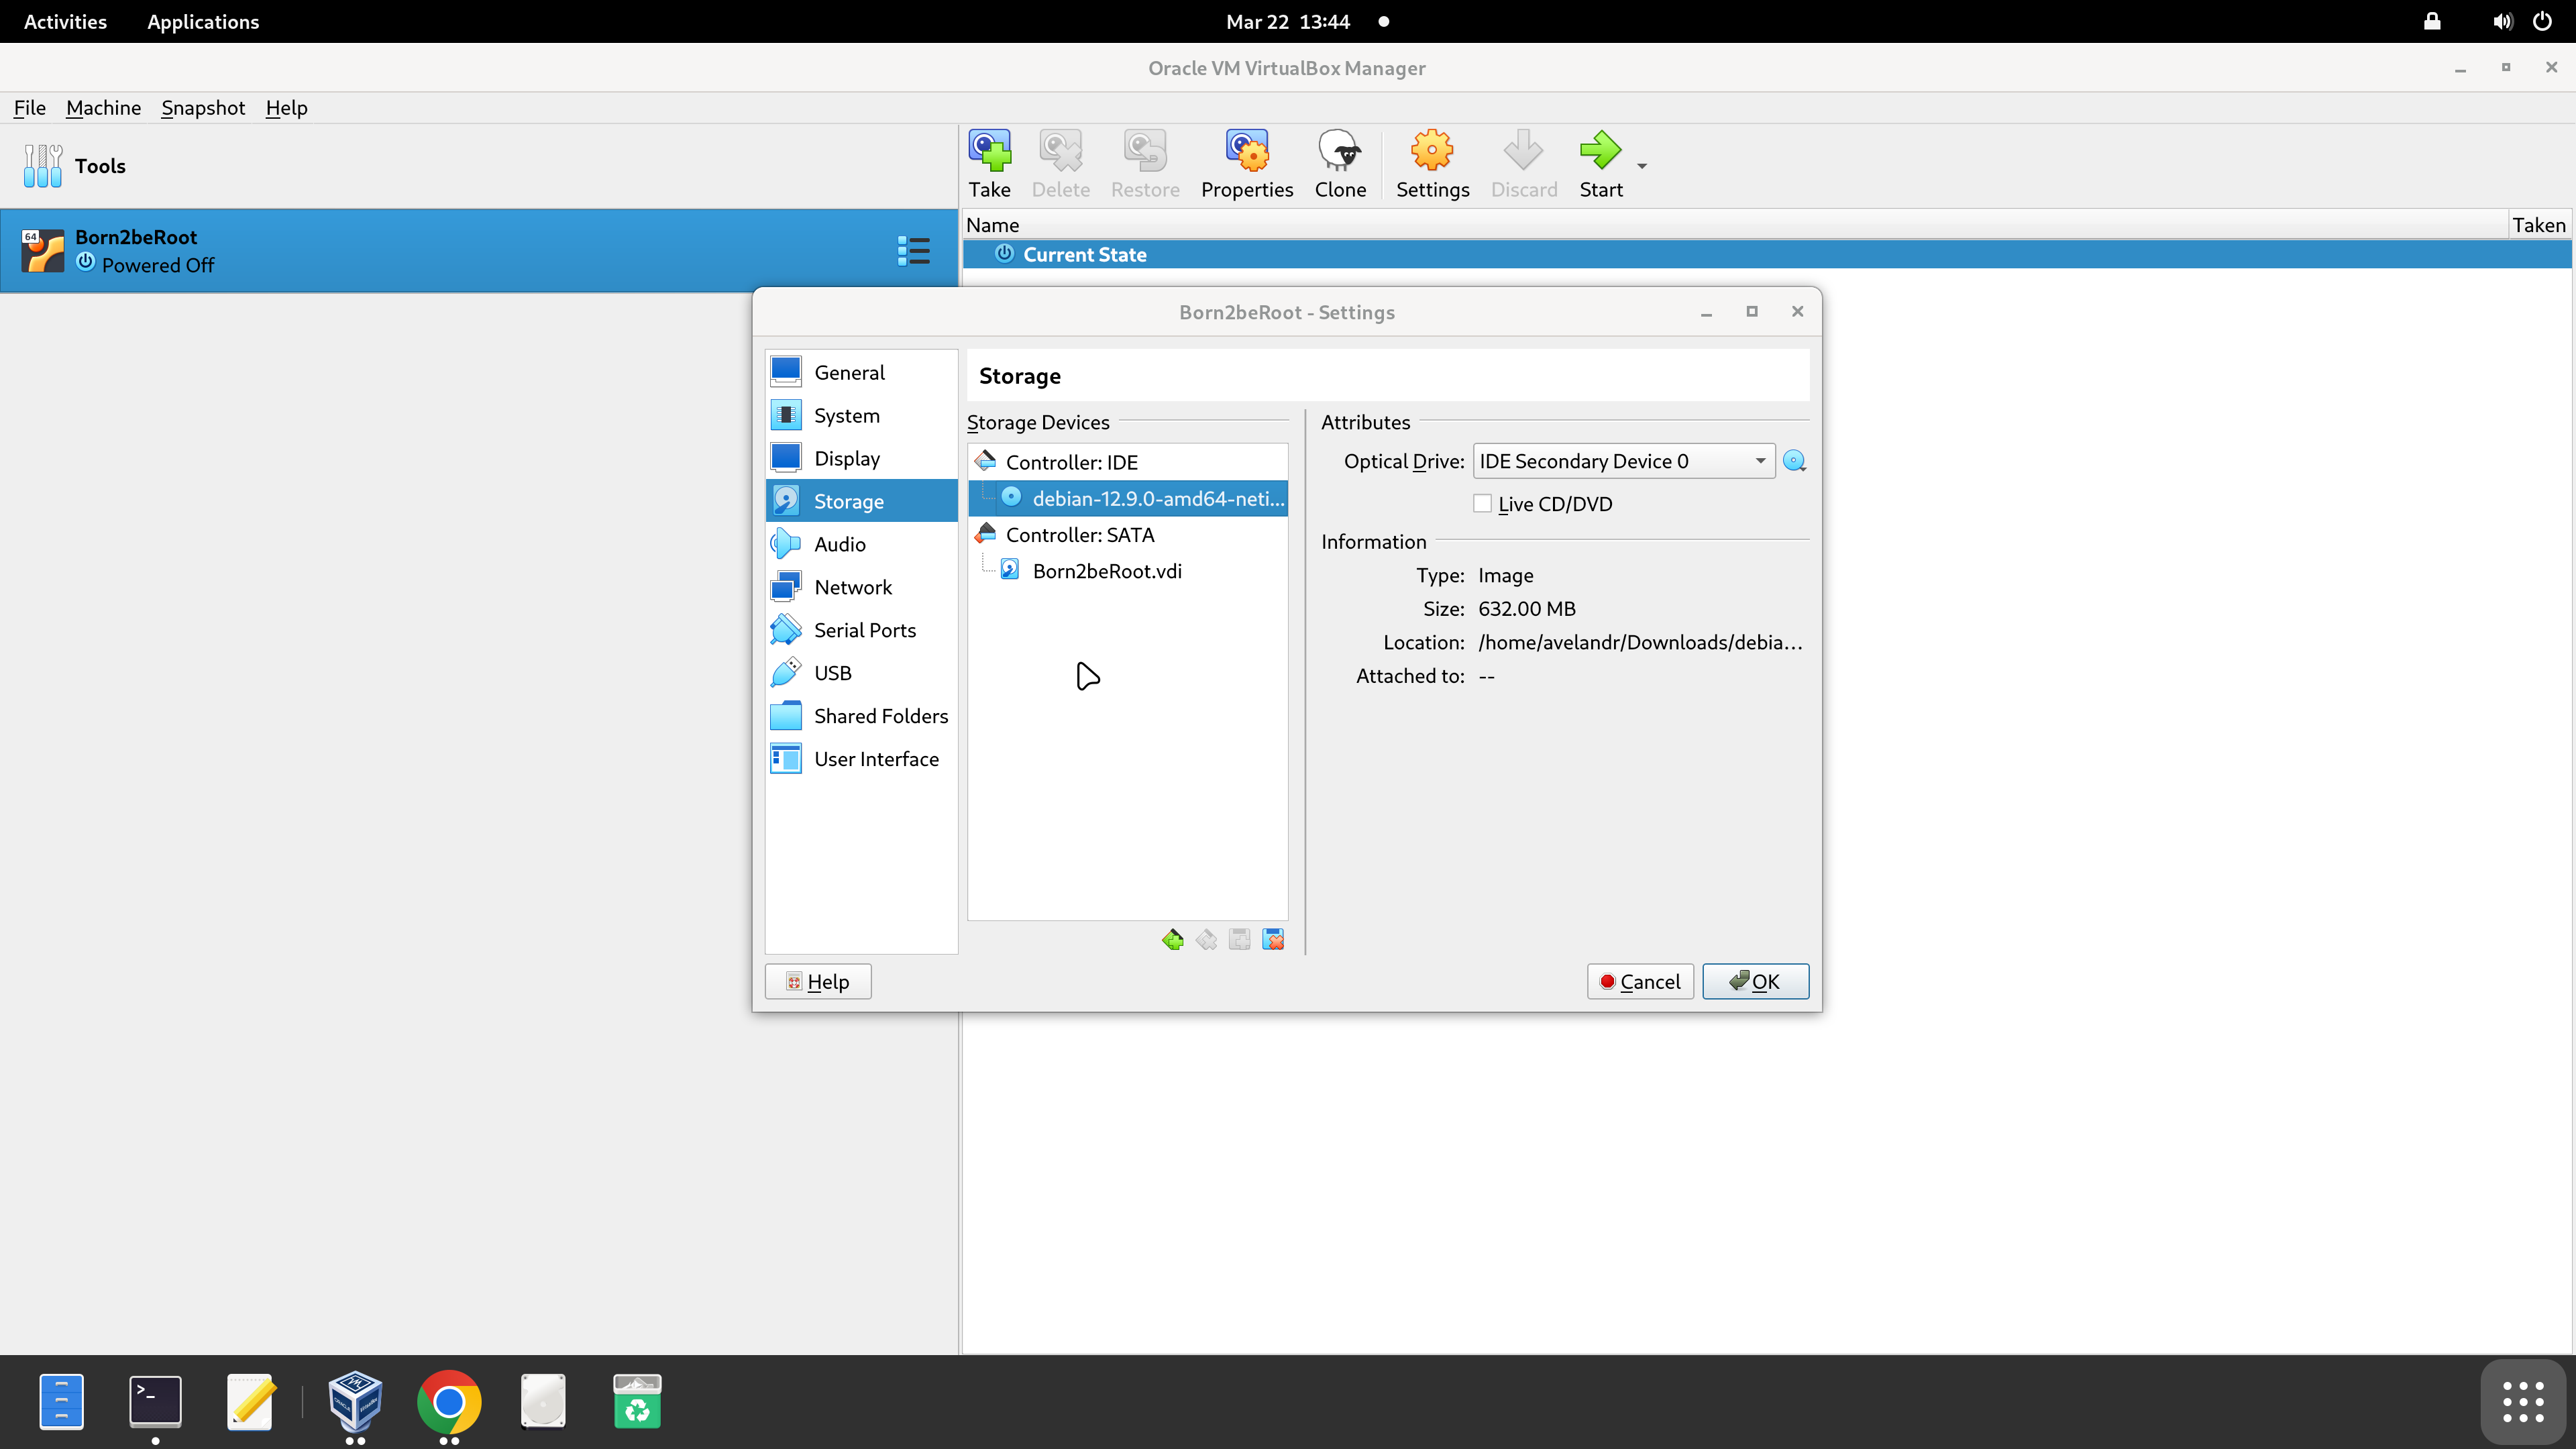 Activities Applications Mar 22 13:44
Oracle VM VirtualBox Manager
File Machine Snapshot Help
Tools
Take Delete Restore Properties Clone Settings Discard Start
64 Born2beRoot
Powered Off
Name Taken
Current State
Born2beRoot - Settings
General
System
Display
Storage
Audio
Network
Serial Ports
USB
Shared Folders
User Interface
Storage
Storage Devices
Controller: IDE
debian-12.9.0-amd64-neti...
Controller: SATA
Born2beRoot.vdi
Attributes
Optical Drive: IDE Secondary Device 0
Live CD/DVD
Information
Type: Image
Size: 632.00 MB
Location: /home/avelandr/Downloads/debia...
Attached to: --
Help Cancel OK
>_